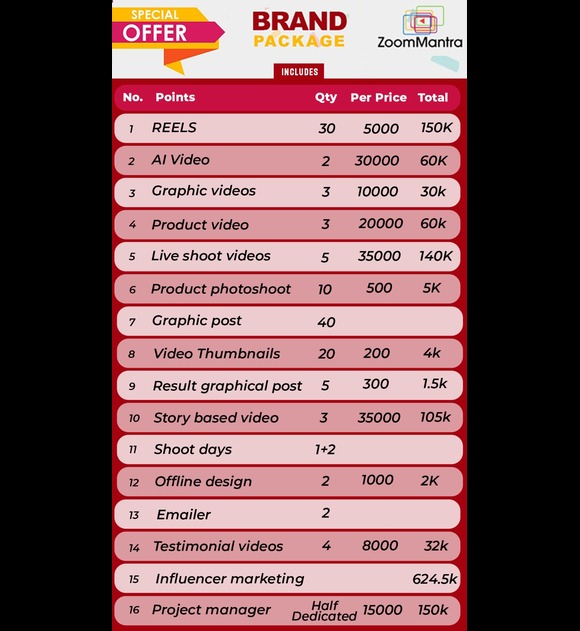 SPECIAL
OFFER
BRAND
PACKAGE
ZoomMantra
INCLUDES
No. Points Qty Per Price Total
1 REELS 30 5000 150K
2 AI Video 2 30000 60K
3 Graphic videos 3 10000 30k
4 Product video 3 20000 60k
5 Live shoot videos 5 35000 140K
6 Product photoshoot 10 500 5K
7 Graphic post 40
8 Video Thumbnails 20 200 4k
9 Result graphical post 5 300 1.5k
10 Story based video 3 35000 105k
11 Shoot days 1+2
12 Offline design 2 1000 2K
13 Emailer 2
14 Testimonial videos 4 8000 32k
15 Influencer marketing 624.5k
16 Project manager Half Dedicated 15000 150k